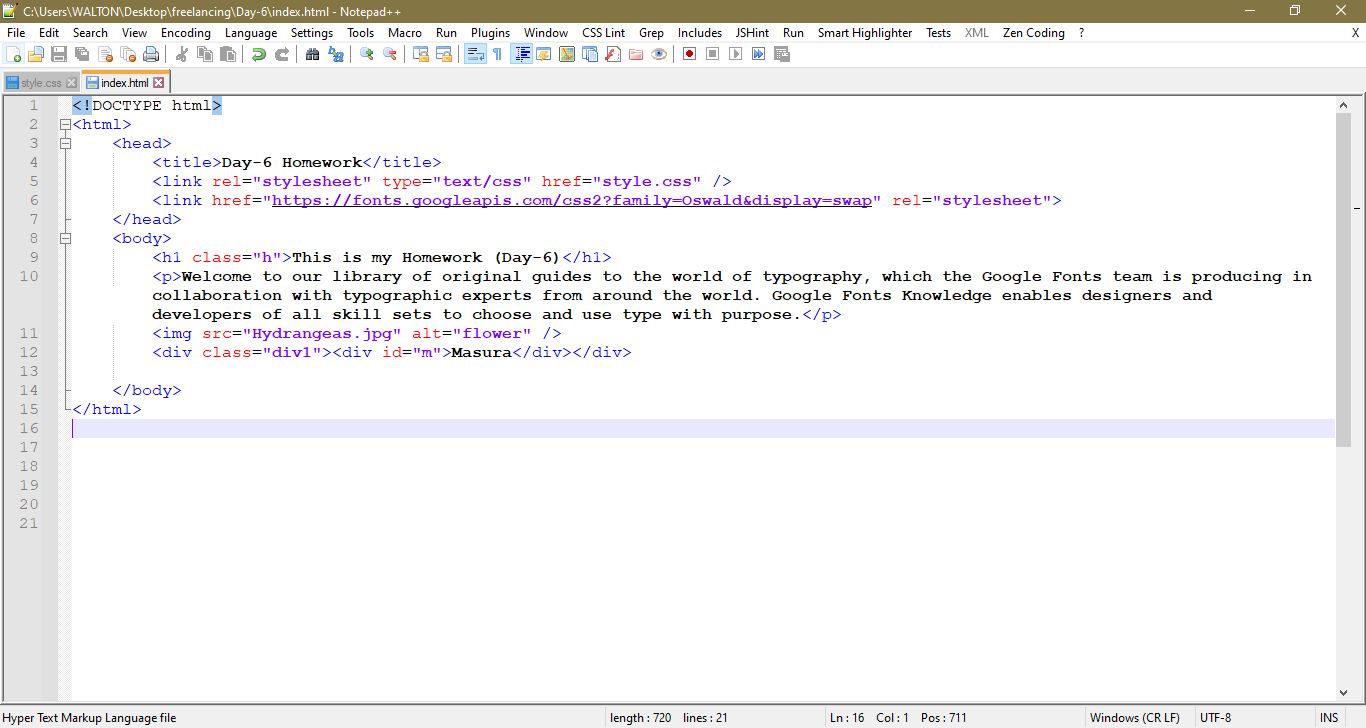 C:\Users\WALTON\Desktop\freelancing\Day-6\index.html - Notepad++
File Edit Search View Encoding Language Settings Tools Macro Run Plugins Window CSS Lint Grep Includes JSHint Run Smart Highlighter Tests XML Zen Coding ? X
style.css index.html
1 <!DOCTYPE html>
2 <html>
3 <head>
4 <title>Day-6 Homework</title>
5 <link rel="stylesheet" type="text/css" href="style.css" />
6 <link href="https://fonts.googleapis.com/css2?family=Oswald&display=swap" rel="stylesheet">
7 </head>
8 <body>
9 <h1 class="h">This is my Homework (Day-6)</h1>
10 <p>Welcome to our library of original guides to the world of typography, which the Google Fonts team is producing in
collaboration with typographic experts from around the world. Google Fonts Knowledge enables designers and
developers of all skill sets to choose and use type with purpose.</p>
11 <img src="Hydrangeas.jpg" alt="flower" />
12 <div class="div1"><div id="m">Masura</div></div>
13
14 </body>
15 </html>
16
17
18
19
20
21
Hyper Text Markup Language file length : 720 lines : 21 Ln : 16 Col : 1 Pos : 711 Windows (CR LF) UTF-8 INS